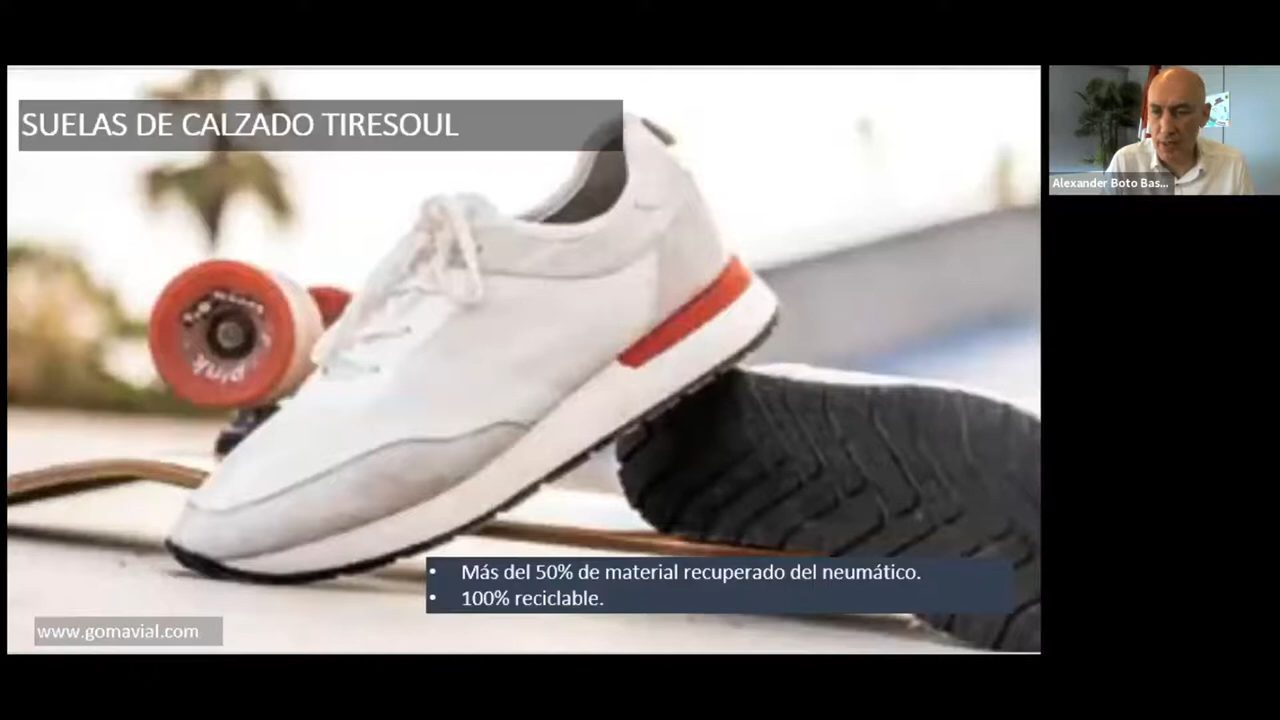 SUELAS DE CALZADO TIRESOUL
Alexander Boto Bas...
pink
• Más del 50% de material recuperado del neumático.
• 100% reciclable.
www.gomavial.com